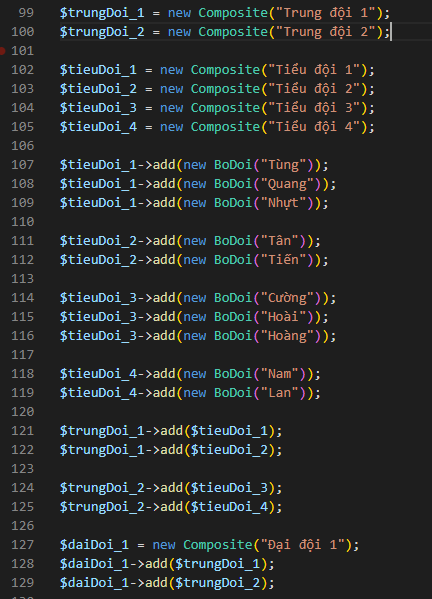 99 $trungDoi_1 = new Composite("Trung đội 1");
100 $trungDoi_2 = new Composite("Trung đội 2");
101
102 $tieuDoi_1 = new Composite("Tiểu đội 1");
103 $tieuDoi_2 = new Composite("Tiểu đội 2");
104 $tieuDoi_3 = new Composite("Tiểu đội 3");
105 $tieuDoi_4 = new Composite("Tiểu đội 4");
106
107 $tieuDoi_1->add(new BoDoi("Tùng"));
108 $tieuDoi_1->add(new BoDoi("Quang"));
109 $tieuDoi_1->add(new BoDoi("Nhựt"));
110
111 $tieuDoi_2->add(new BoDoi("Tân"));
112 $tieuDoi_2->add(new BoDoi("Tiến"));
113
114 $tieuDoi_3->add(new BoDoi("Cường"));
115 $tieuDoi_3->add(new BoDoi("Hoài"));
116 $tieuDoi_3->add(new BoDoi("Hoàng"));
117
118 $tieuDoi_4->add(new BoDoi("Nam"));
119 $tieuDoi_4->add(new BoDoi("Lan"));
120
121 $trungDoi_1->add($tieuDoi_1);
122 $trungDoi_1->add($tieuDoi_2);
123
124 $trungDoi_2->add($tieuDoi_3);
125 $trungDoi_2->add($tieuDoi_4);
126
127 $daiDoi_1 = new Composite("Đại đội 1");
128 $daiDoi_1->add($trungDoi_1);
129 $daiDoi_1->add($trungDoi_2);